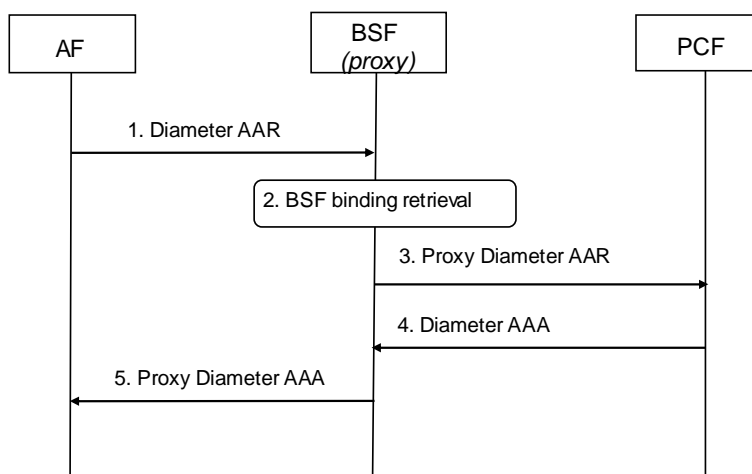 AF
BSF
(proxy)
PCF
1. Diameter AAR
2. BSF binding retrieval
3. Proxy Diameter AAR
4. Diameter AAA
5. Proxy Diameter AAA